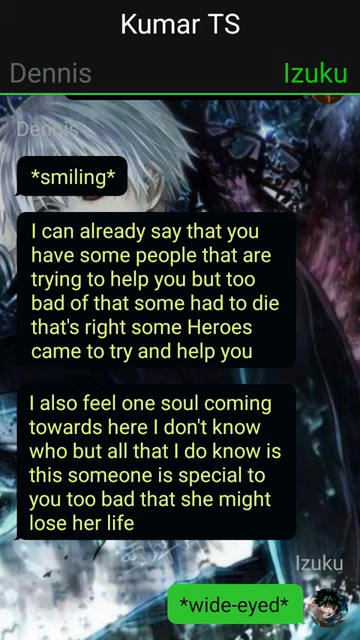 Kumar TS
Dennis
Izuku
Dennis
*smiling*
I can already say that you
have some people that are
trying to help you but too
bad of that some had to die
that's right some Heroes
came to try and help you
I also feel one soul coming
towards here I don't know
who but all that I do know is
this someone is special to
you too bad that she might
lose her life
Izuku
*wide-eyed*